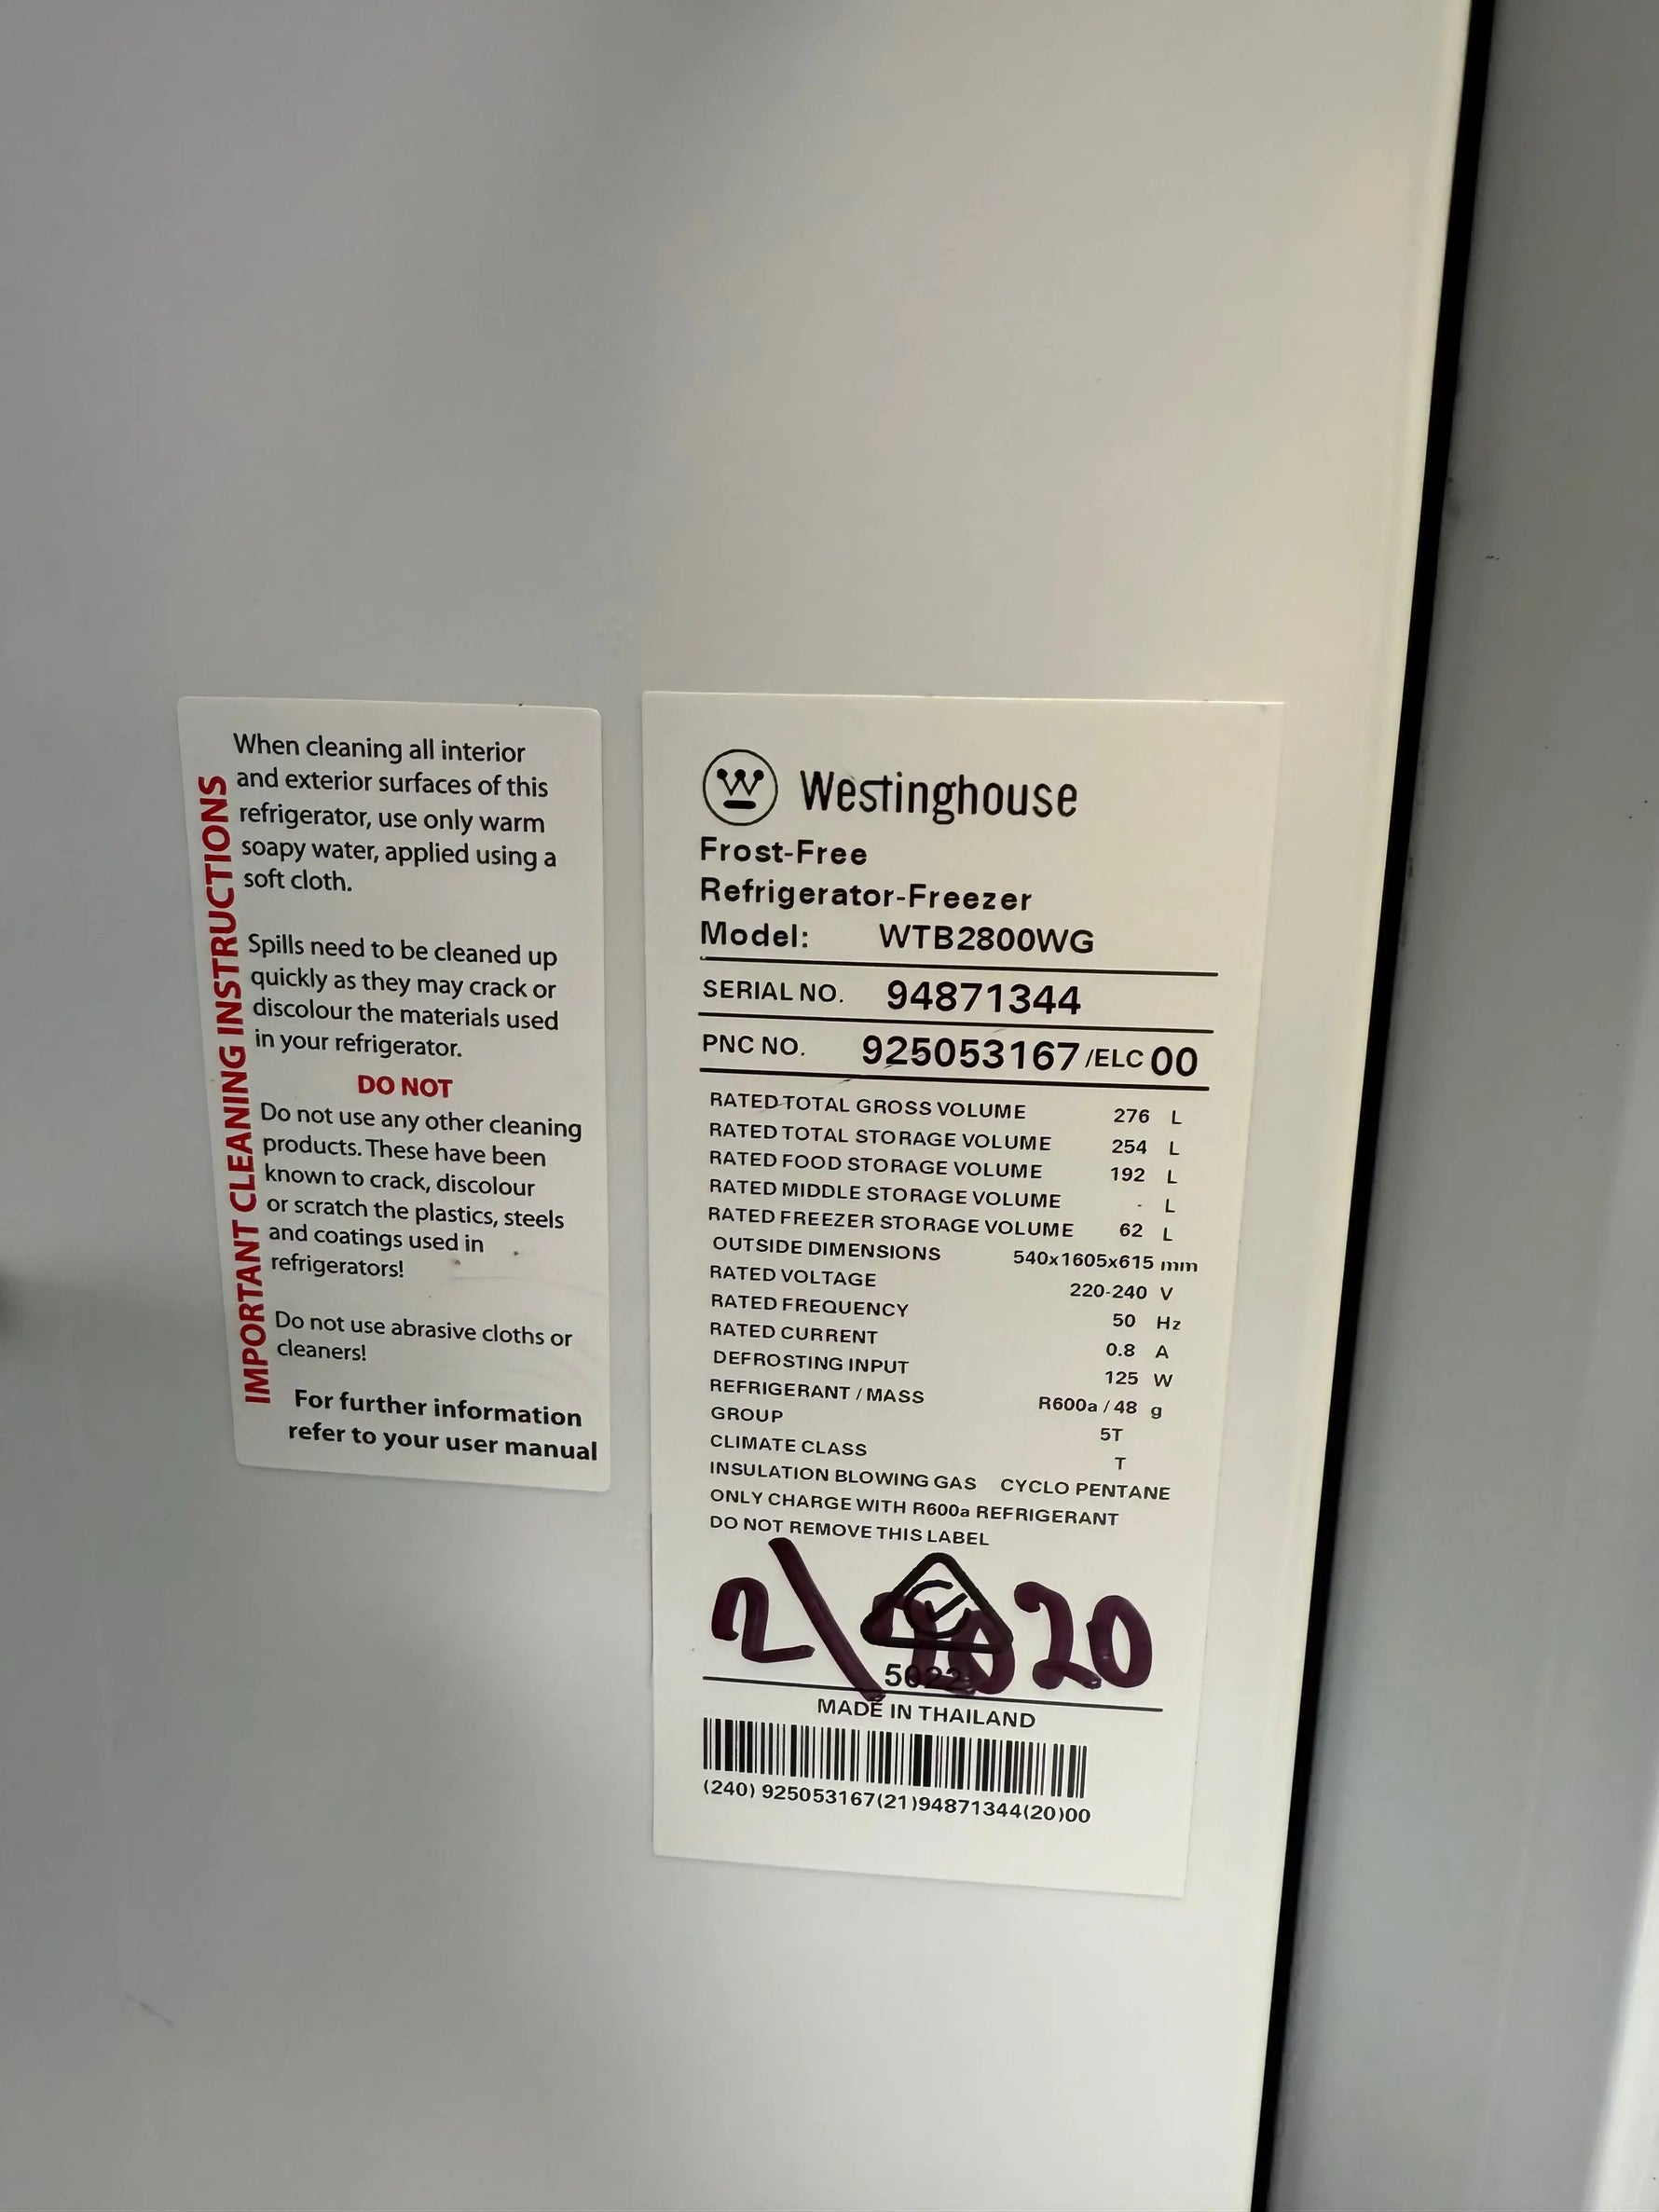 IMPORTANT CLEANING INSTRUCTIONS
When cleaning all interior
and exterior surfaces of this
refrigerator, use only warm
soapy water, applied using a
soft cloth.
Spills need to be cleaned up
quickly as they may crack or
discolour the materials used
in your refrigerator.
DO NOT
Do not use any other cleaning
products. These have been
known to crack, discolour
or scratch the plastics, steels
and coatings used in
refrigerators!
Do not use abrasive cloths or
cleaners!
For further information
refer to your user manual
W Westinghouse
Frost-Free
Refrigerator-Freezer
Model: WTB2800WG
SERIAL NO. 94871344
PNC NO. 925053167 /ELC 00
RATED TOTAL GROSS VOLUME 276 L
RATED TOTAL STORAGE VOLUME 254 L
RATED FOOD STORAGE VOLUME 192 L
RATED MIDDLE STORAGE VOLUME - L
RATED FREEZER STORAGE VOLUME 62 L
OUTSIDE DIMENSIONS 540x1605x615 mm
RATED VOLTAGE 220-240 V
RATED FREQUENCY 50 Hz
RATED CURRENT 0.8 A
DEFROSTING INPUT 125 W
REFRIGERANT / MASS R600a / 48 g
GROUP 5T
CLIMATE CLASS T
INSULATION BLOWING GAS CYCLO PENTANE
ONLY CHARGE WITH R600a REFRIGERANT
DO NOT REMOVE THIS LABEL
2\ 20
MADE IN THAILAND
(240) 925053167(21)94871344(20)00